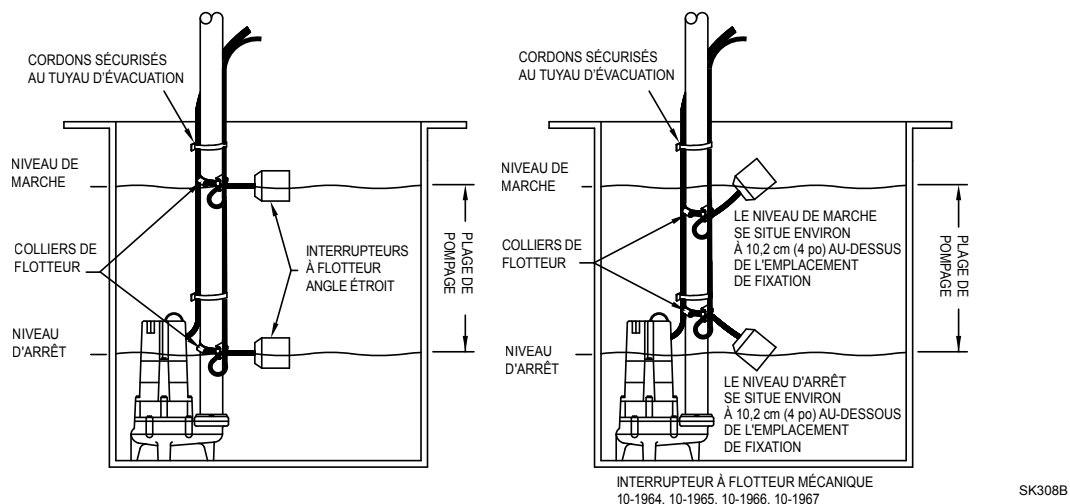 CORDONS SÉCURISÉS
AU TUYAU D'ÉVACUATION
NIVEAU DE
MARCHE
COLLIERS DE
FLOTTEUR
INTERRUPTEURS
À FLOTTEUR
ANGLE ÉTROIT
PLAGE DE
POMPAGE
NIVEAU
D'ARRÊT
CORDONS SÉCURISÉS
AU TUYAU D'ÉVACUATION
NIVEAU DE
MARCHE
LE NIVEAU DE MARCHE
SE SITUE ENVIRON
À 10,2 cm (4 po) AU-DESSUS
DE L'EMPLACEMENT
DE FIXATION
COLLIERS DE
FLOTTEUR
PLAGE DE
POMPAGE
NIVEAU
D'ARRÊT
LE NIVEAU D'ARRÊT
SE SITUE ENVIRON
À 10,2 cm (4 po) AU-DESSOUS
DE L'EMPLACEMENT
DE FIXATION
INTERRUPTEUR À FLOTTEUR MÉCANIQUE
10-1964, 10-1965, 10-1966, 10-1967
SK308B